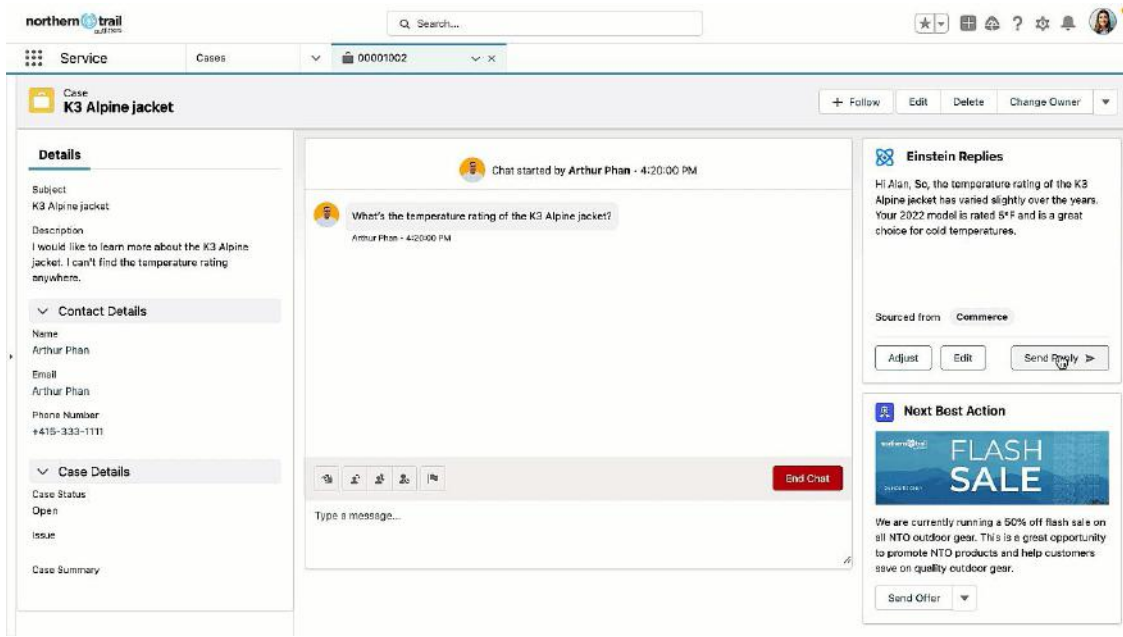 northern trail
outfitters
Search...
Service
Cases
00001002
Case
K3 Alpine jacket
+ Follow
Edit
Delete
Change Owner
Details
Subject
K3 Alpine jacket
Description
I would like to learn more about the K3 Alpine
jacket. I can't find the temperature rating
anywhere.
Contact Details
Name
Arthur Phan
Email
Arthur Phan
Phone Number
+415-333-1111
Case Details
Case Status
Open
Issue
Case Summary
Chat started by Arthur Phan - 4:20:00 PM
What's the temperature rating of the K3 Alpine jacket?
Arthur Phan - 4:20:00 PM
End Chat
Type a message...
Einstein Replies
Hi Alan, So, the temperature rating of the K3
Alpine jacket has varied slightly over the years.
Your 2022 model is rated 5°F and is a great
choice for cold temperatures.
Sourced from Commerce
Adjust
Edit
Send Reply
Next Best Action
northern trail
FLASH
SALE
We are currently running a 50% off flash sale on
all NTO outdoor gear. This is a great opportunity
to promote NTO products and help customers
save on quality outdoor gear.
Send Offer